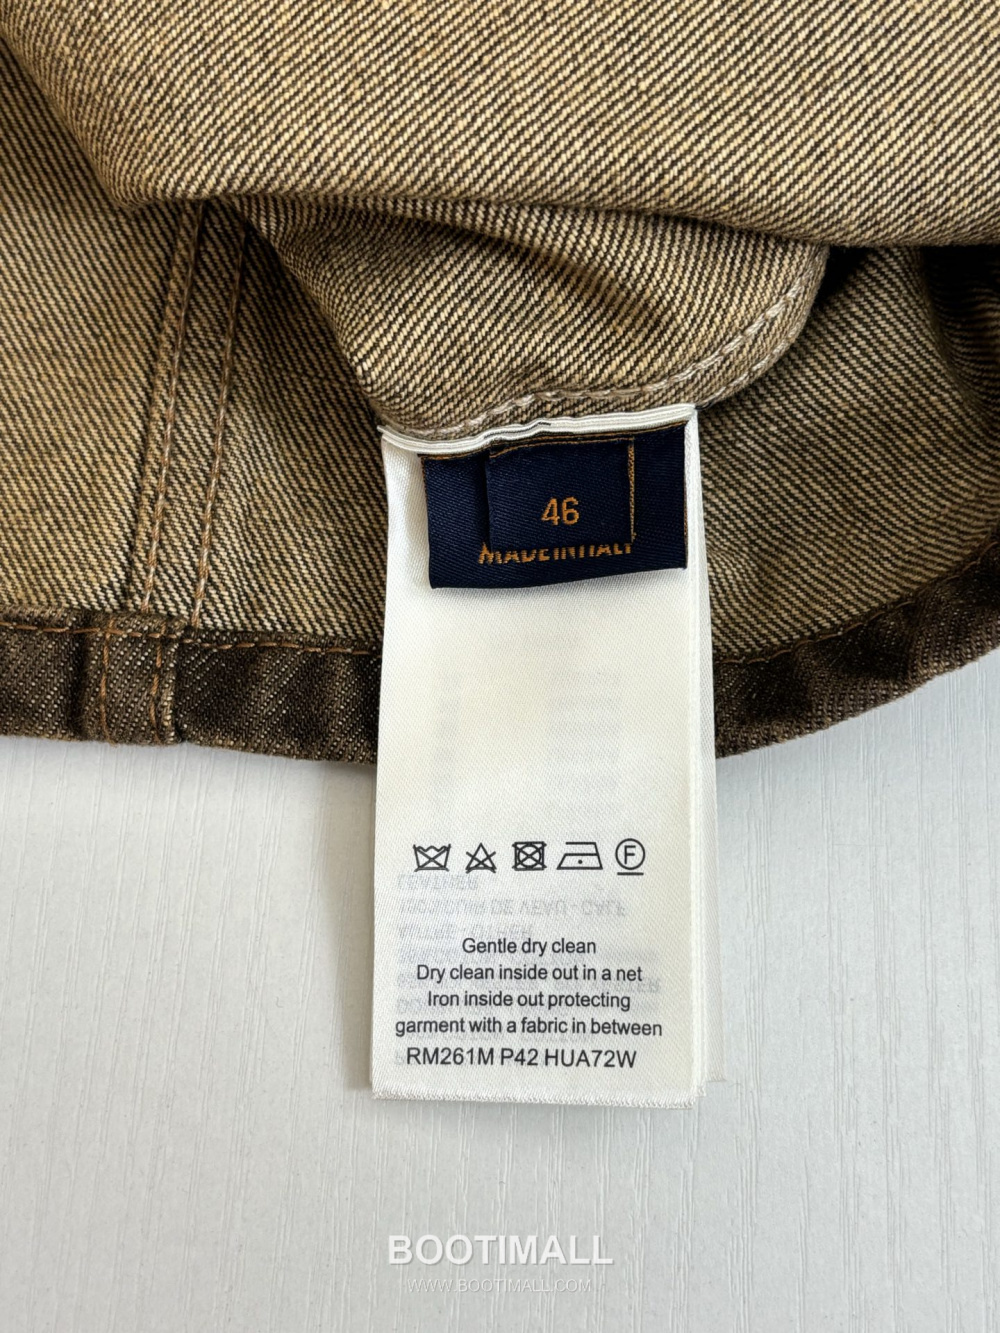 46
MADE IN ITALY
F
Gentle dry clean
Dry clean inside out in a net
Iron inside out protecting
garment with a fabric in between
RM261M P42 HUA72W
BOOTIMALL
WWW.BOOTIMALL.COM